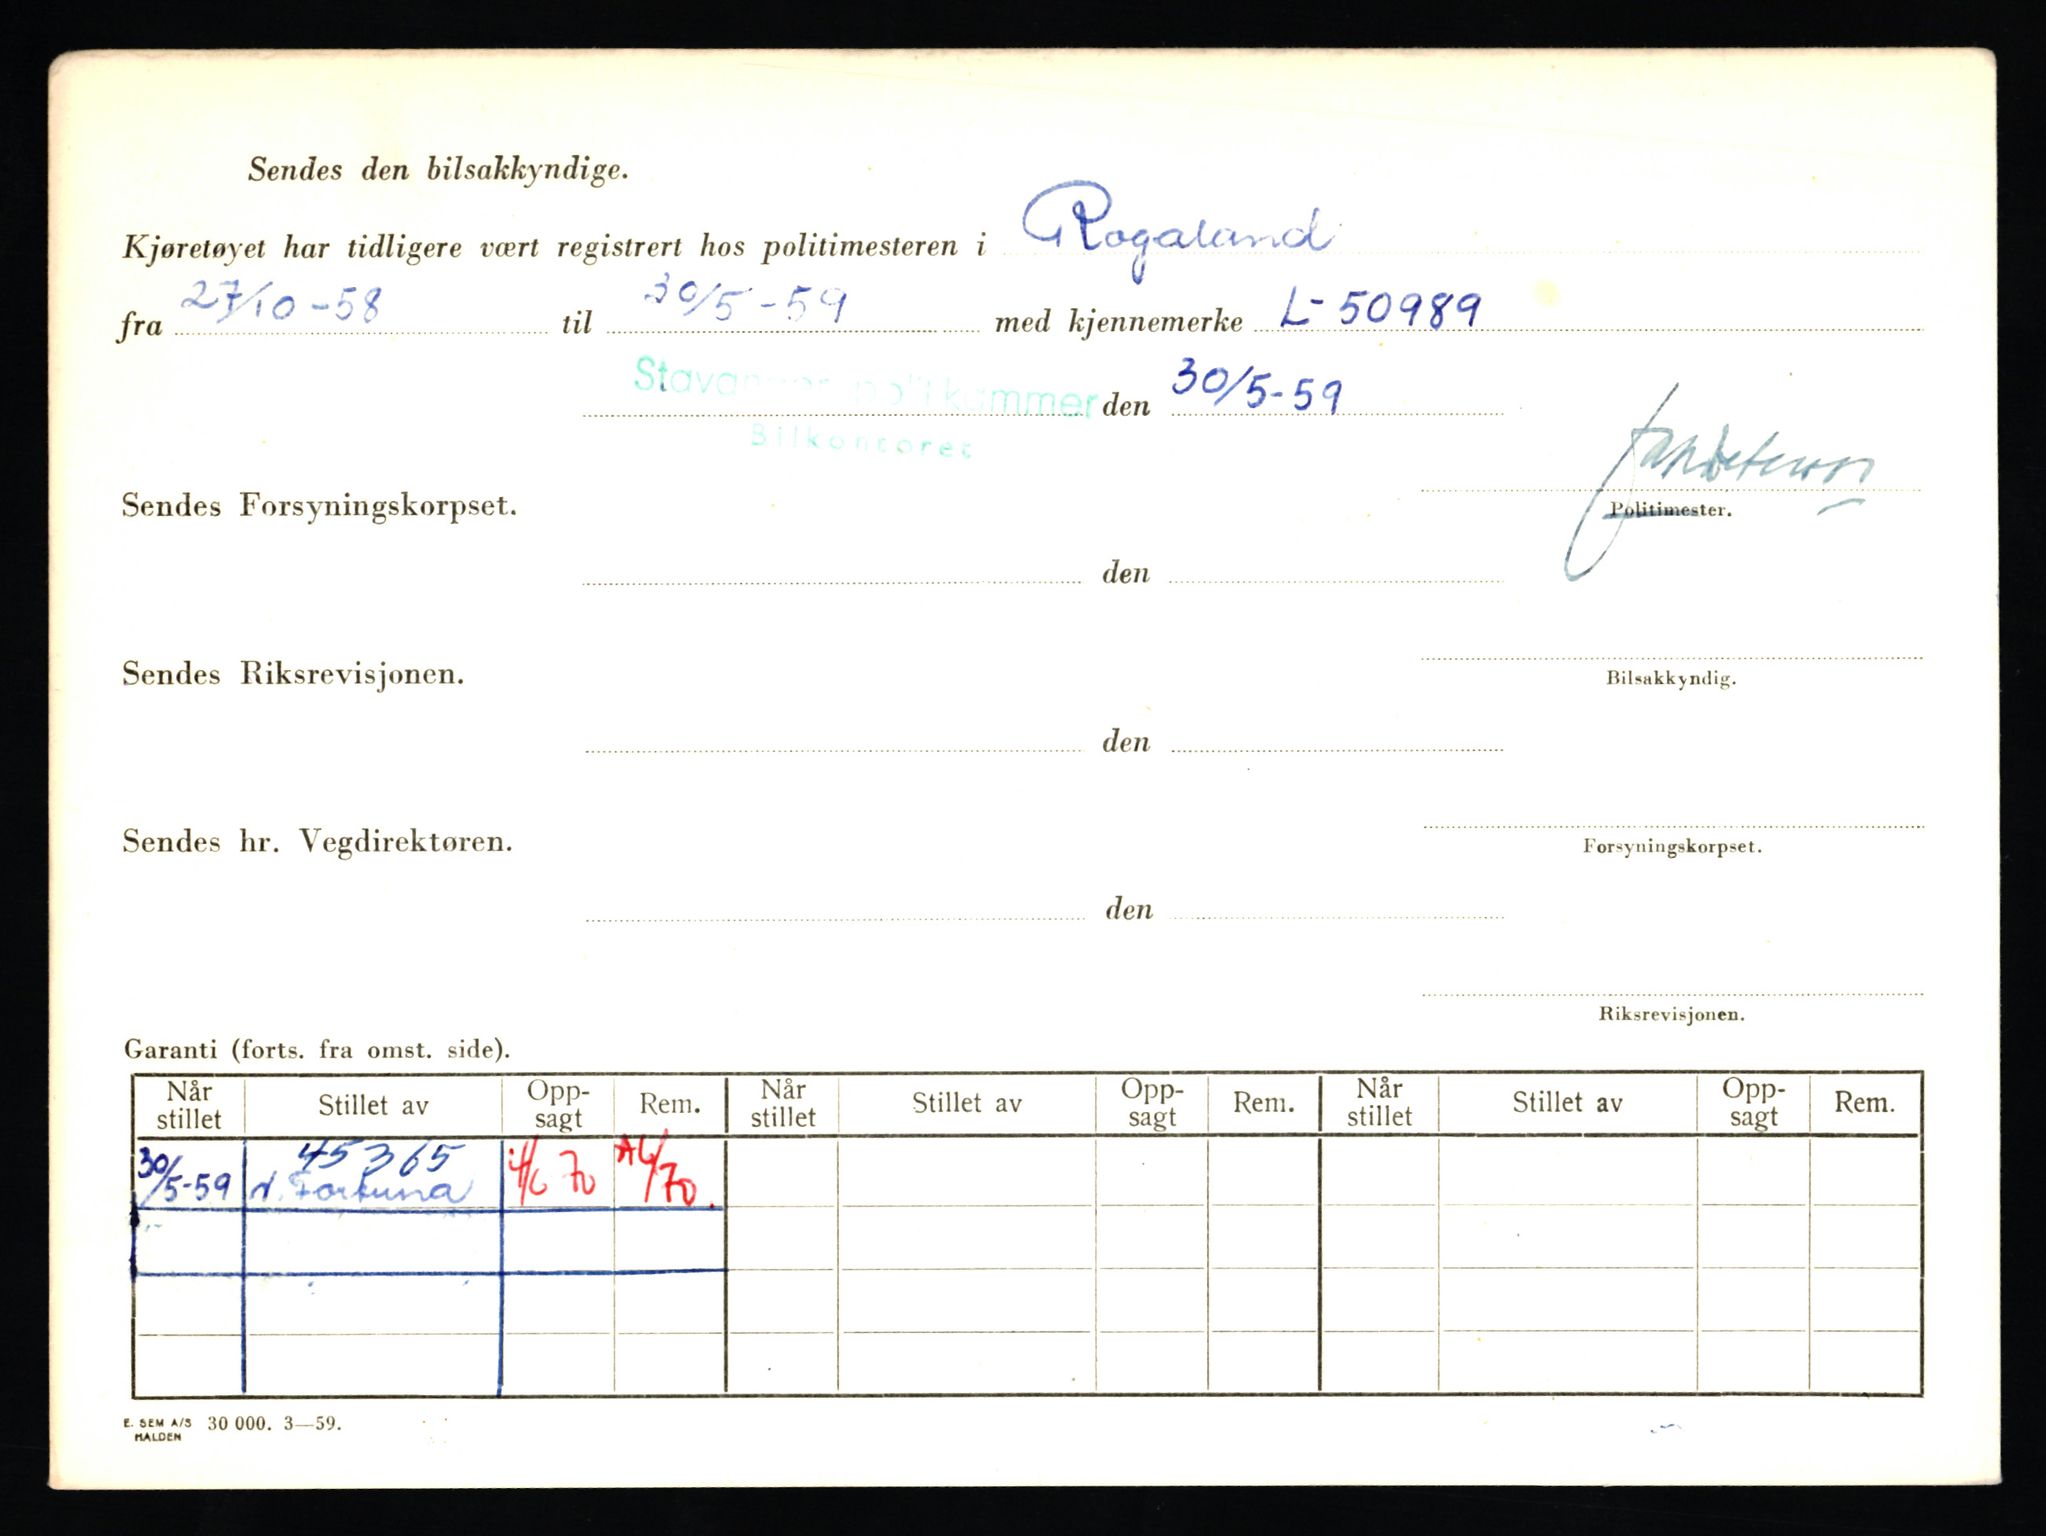 Sendes den bilsakkyndige.
Kjøretøyet har tidligere vært registrert hos politimesteren i Rogaland
fra 27/10-58 til 30/5-59 med kjennemerke L-50989
Stavanger politikammer den 30/5-59
Bilkontoret
Sendes Forsyningskorpset.
Politimester.
den
Sendes Riksrevisjonen.
Bilsakkyndig.
den
Sendes hr. Vegdirektøren.
Forsyningskorpset.
den
Riksrevisjonen.
Garanti (forts. fra omst. side).
Når stillet Stillet av Opp-sagt Rem. Når stillet Stillet av Opp-sagt Rem. Når stillet Stillet av Opp-sagt Rem.
30/5-59 45365
Fortuna
E. SEM A/S HALDEN 30 000. 3—59.